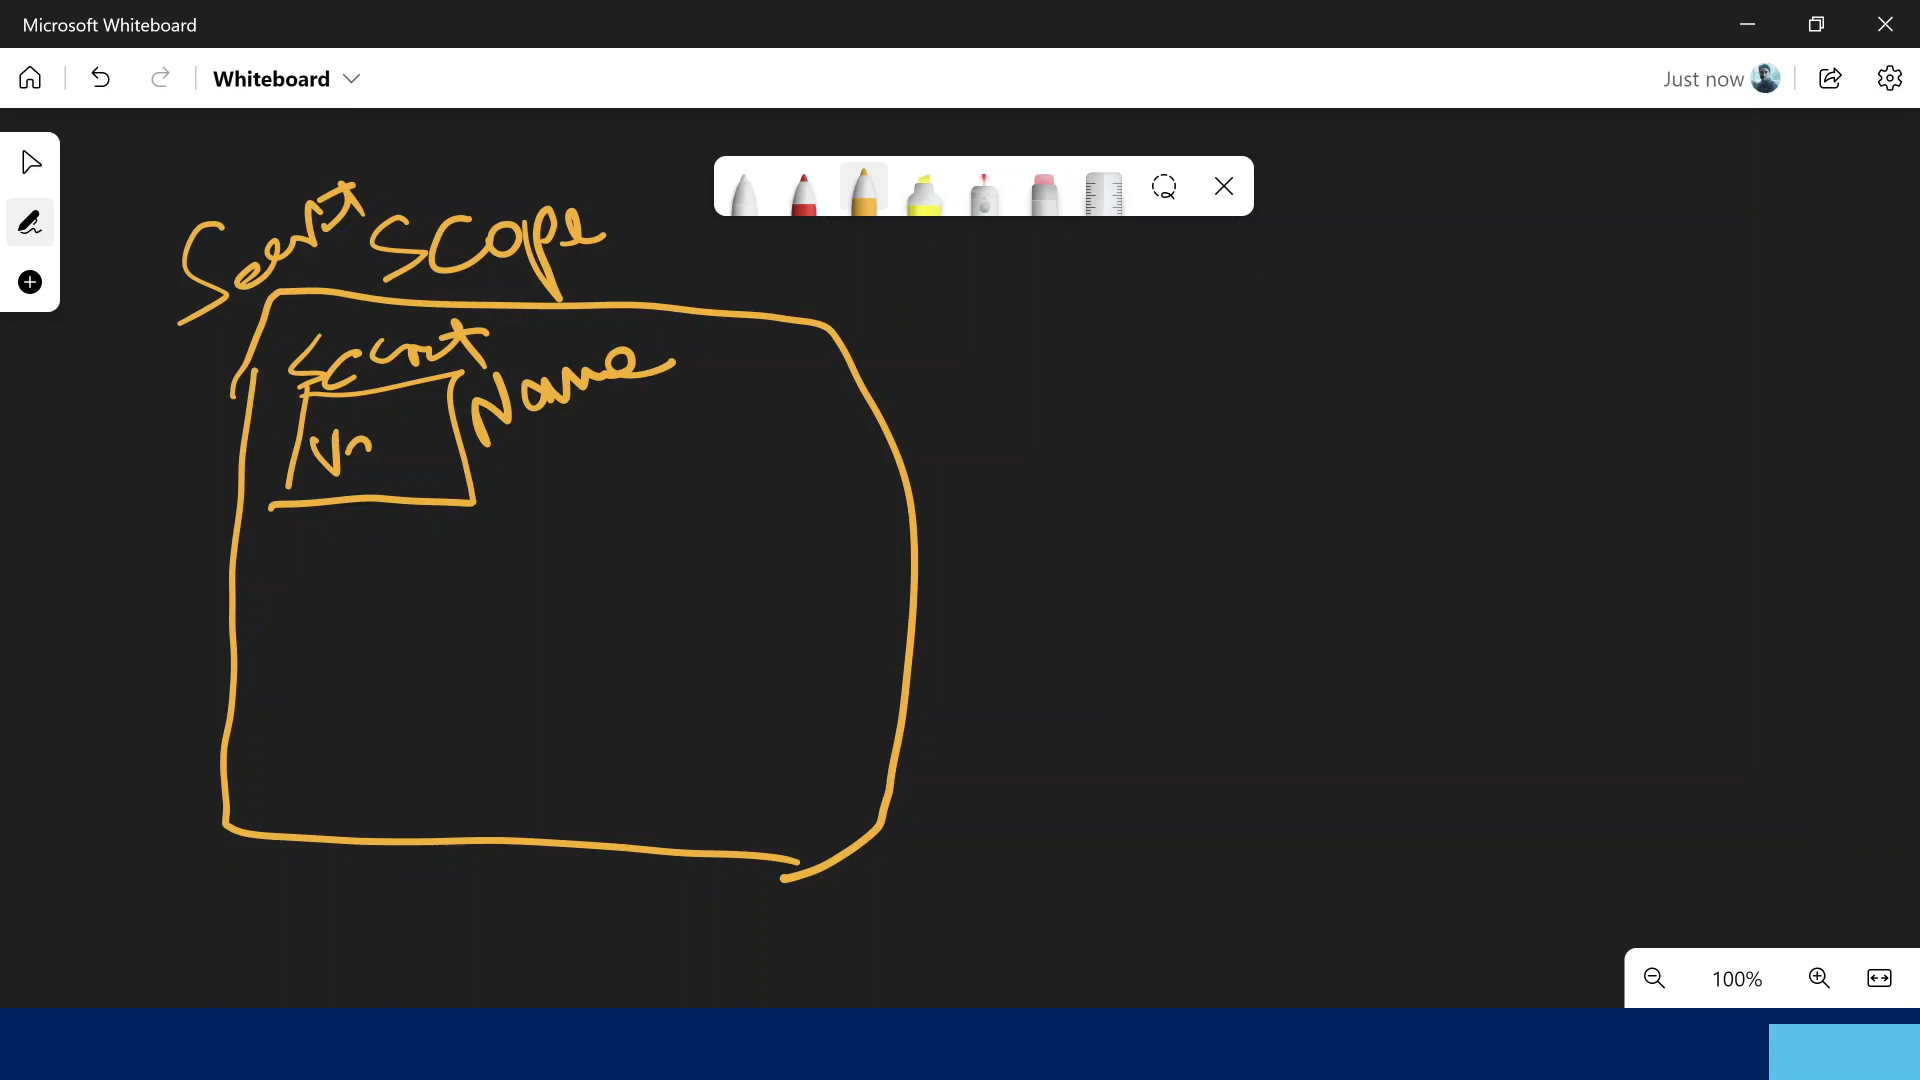 Microsoft Whiteboard
Whiteboard
Just now
Secret Scope
Secret
Name
100%